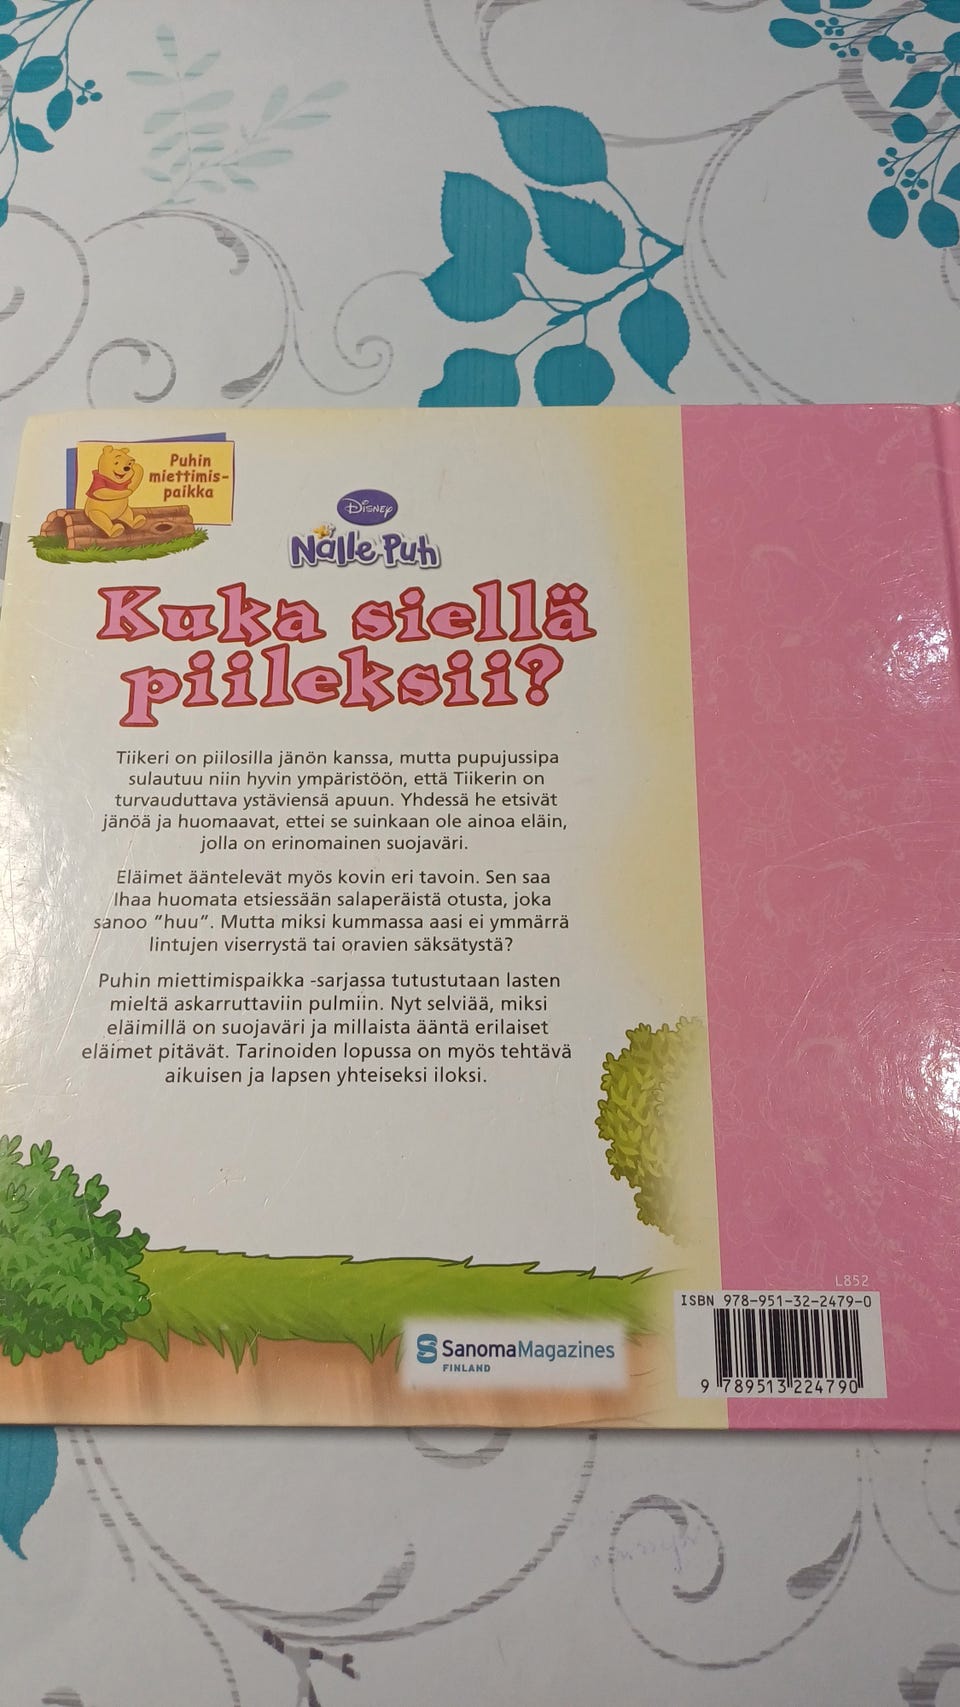 Puhin
miettimis-
paikka
Disney
Nalle Puh
Kuka siellä
piileksii?
Tiikeri on piilosilla jänön kanssa, mutta pupujussipa
sulautuu niin hyvin ympäristöön, että Tiikerin on
turvauduttava ystäviensä apuun. Yhdessä he etsivät
jänöä ja huomaavat, ettei se suinkaan ole ainoa eläin,
jolla on erinomainen suojaväri.
Eläimet ääntelevät myös kovin eri tavoin. Sen saa
Ihaa huomata etsiessään salaperäistä otusta, joka
sanoo ”huu”. Mutta miksi kummassa aasi ei ymmärrä
lintujen viserrystä tai oravien säksätystä?
Puhin miettimispaikka -sarjassa tutustutaan lasten
mieltä askarruttaviin pulmiin. Nyt selviää, miksi
eläimillä on suojaväri ja millaista ääntä erilaiset
eläimet pitävät. Tarinoiden lopussa on myös tehtävä
aikuisen ja lapsen yhteiseksi iloksi.
L852
ISBN 978-951-32-2479-0
9 789513 224790
SanomaMagazines
FINLAND